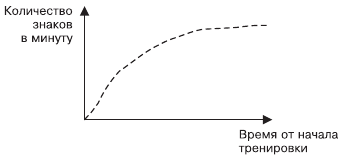 Количество
знаков
в минуту
Время от начала
тренировки